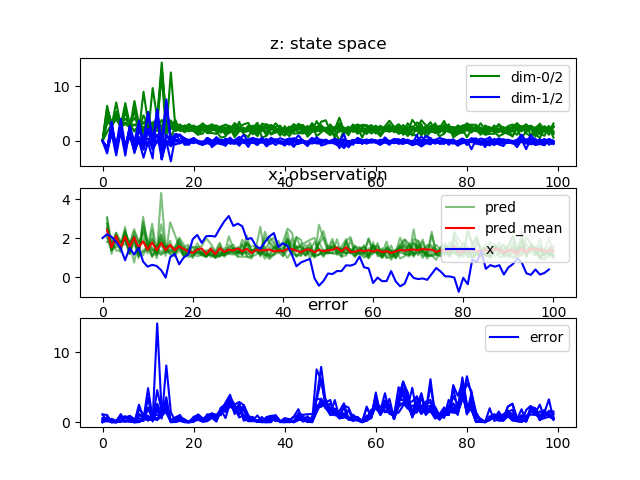 z: state space
10
0
dim-0/2
dim-1/2
0 20 40 60 80 100
x: observation
4
2
0
pred
pred_mean
x
0 20 40 60 80 100
error
10
0
error
0 20 40 60 80 100